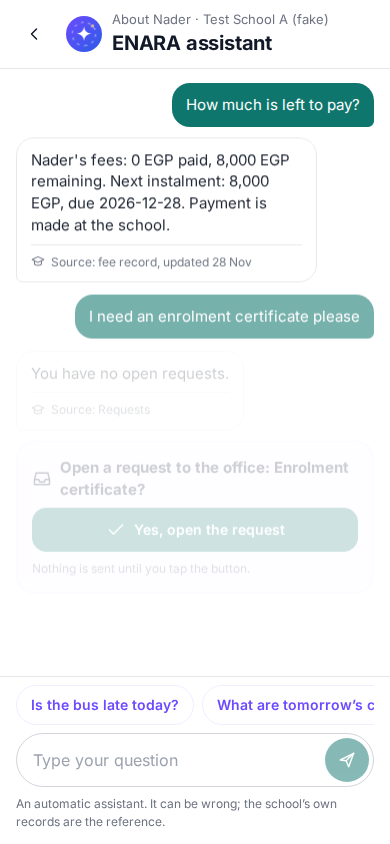 About Nader · Test School A (fake)
ENARA assistant
How much is left to pay?
Nader's fees: 0 EGP paid, 8,000 EGP
remaining. Next instalment: 8,000
EGP, due 2026-12-28. Payment is
made at the school.
Source: fee record, updated 28 Nov
I need an enrolment certificate please
You have no open requests.
Source: Requests
Open a request to the office: Enrolment
certificate?
Yes, open the request
Nothing is sent until you tap the button.
Is the bus late today?
What are tomorrow’s c
Type your question
An automatic assistant. It can be wrong; the school’s own
records are the reference.